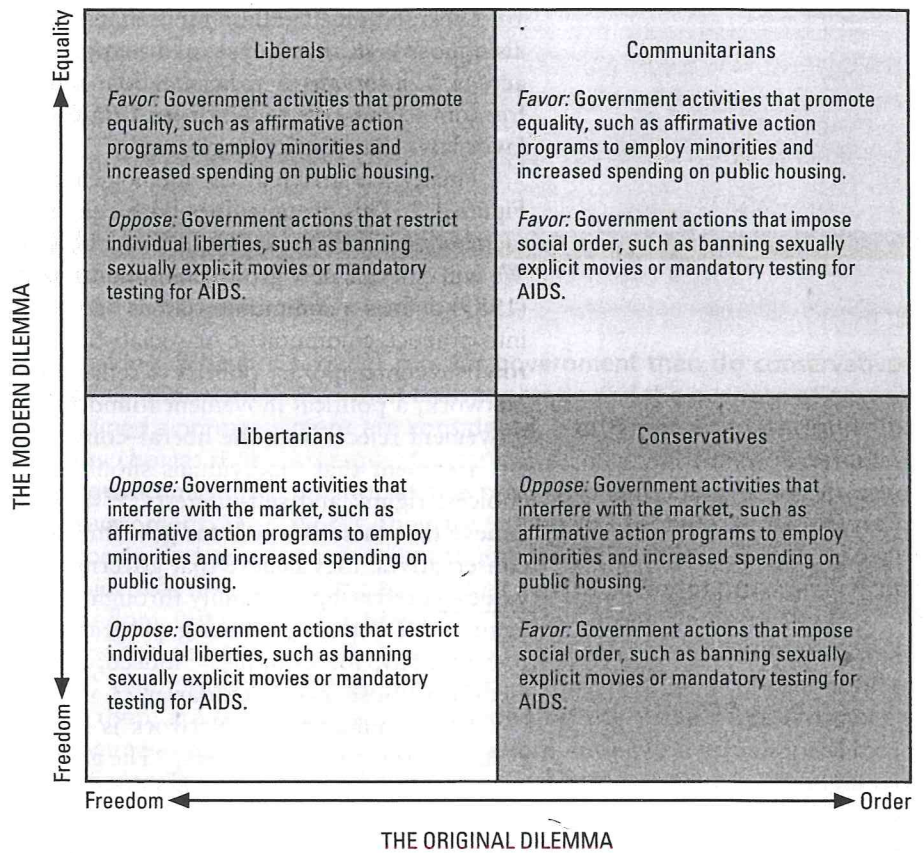 Equality
Liberals
Favor: Government activities that promote
equality, such as affirmative action
programs to employ minorities and
increased spending on public housing.
Oppose: Government actions that restrict
individual liberties, such as banning
sexually explicit movies or mandatory
testing for AIDS.
Communitarians
Favor: Government activities that promote
equality, such as affirmative action
programs to employ minorities and
increased spending on public housing.
Favor: Government actions that impose
social order, such as banning sexually
explicit movies or mandatory testing for
AIDS.
THE MODERN DILEMMA
Libertarians
Oppose: Government activities that
interfere with the market, such as
affirmative action programs to employ
minorities and increased spending on
public housing.
Oppose: Government actions that restrict
individual liberties, such as banning
sexually explicit movies or mandatory
testing for AIDS.
Conservatives
Oppose: Government activities that
interfere with the market, such as
affirmative action programs to employ
minorities and increased spending on
public housing.
Favor: Government actions that impose
social order, such as banning sexually
explicit movies or mandatory testing for
AIDS.
Freedom
Freedom
Order
THE ORIGINAL DILEMMA